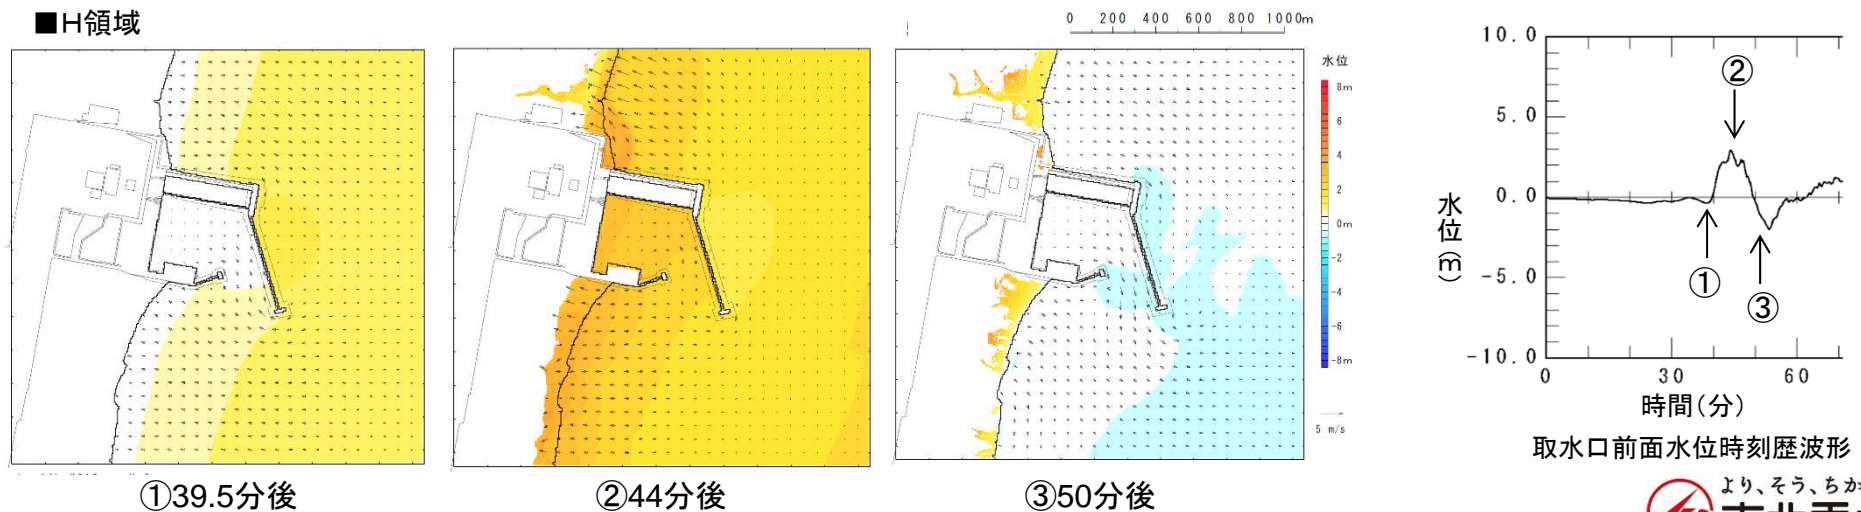 ■H領域
0 200 400 600 800 1000m
水位
8m
6
4
2
0m
-2
-4
-6
-8m
5 m/s
①39.5分後
②44分後
③50分後
10.0
5.0
0.0
-5.0
-10.0
水位(m)
①
②
③
0 30 60
時間(分)
取水口前面水位時刻歴波形
より、そう、ちか